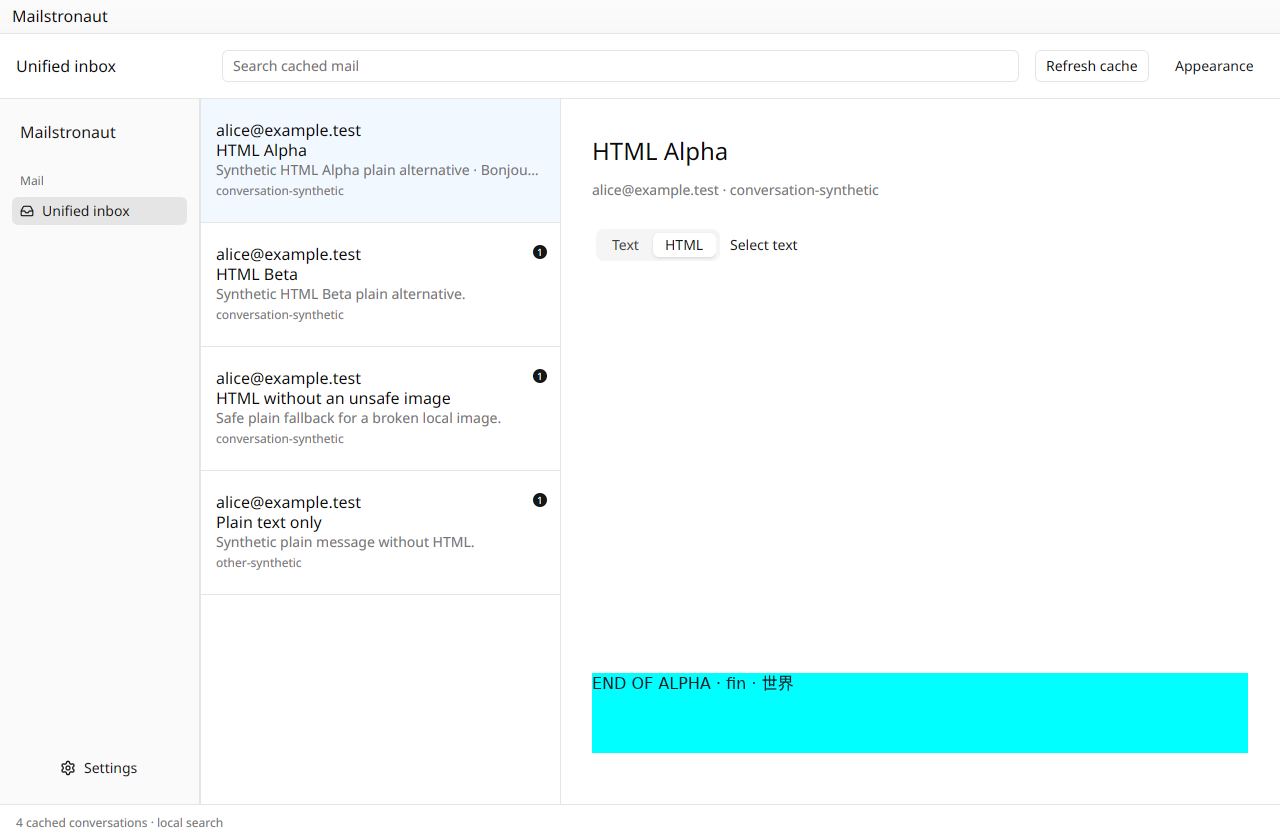 Mailstronaut
Unified inbox
Search cached mail
Refresh cache
Appearance
Mailstronaut
Mail
Unified inbox
Settings
alice@example.test
HTML Alpha
Synthetic HTML Alpha plain alternative · Bonjou…
conversation-synthetic
alice@example.test
1
HTML Beta
Synthetic HTML Beta plain alternative.
conversation-synthetic
alice@example.test
1
HTML without an unsafe image
Safe plain fallback for a broken local image.
conversation-synthetic
alice@example.test
1
Plain text only
Synthetic plain message without HTML.
other-synthetic
HTML Alpha
alice@example.test · conversation-synthetic
Text
HTML
Select text
END OF ALPHA · fin · 世界
4 cached conversations · local search